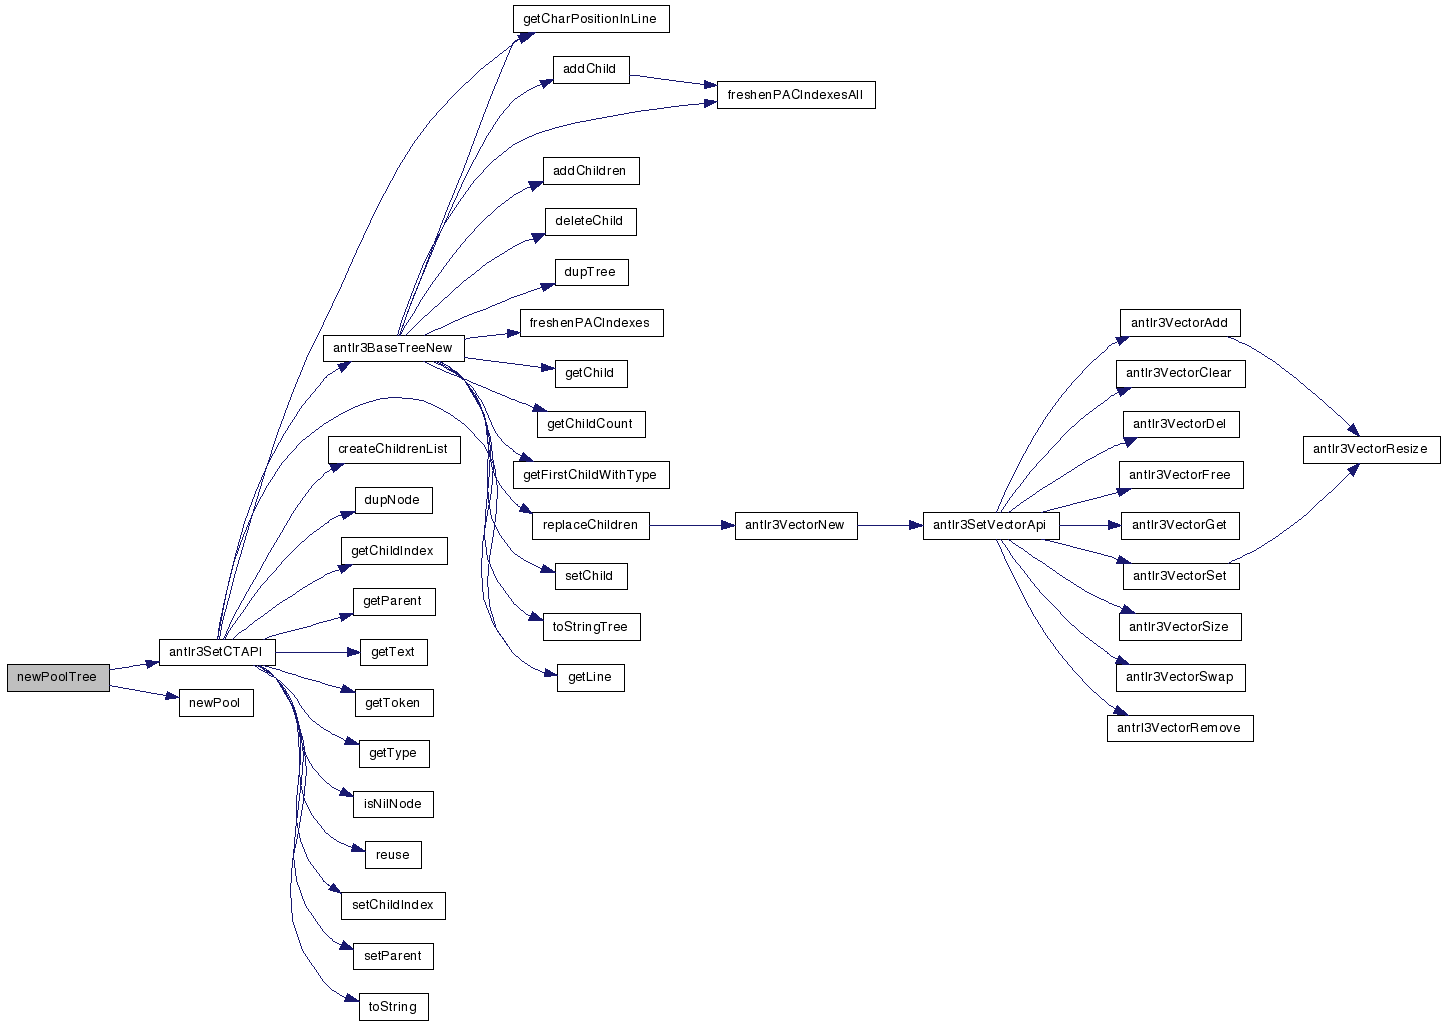 getCharPositionInLine
addChild
freshenPACIndexesAll
addChildren
deleteChild
dupTree
freshenPACIndexes
antlr3BaseTreeNew
getChild
getChildCount
createChildrenList
getFirstChildWithType
dupNode
replaceChildren
antlr3VectorNew
antlr3SetVectorApi
antlr3VectorAdd
antlr3VectorClear
antlr3VectorDel
antlr3VectorResize
antlr3VectorFree
antlr3VectorGet
antlr3VectorSet
antlr3VectorSize
antlr3VectorSwap
antrl3VectorRemove
getChildIndex
setChild
getParent
toStringTree
antlr3SetCTAPI
getText
newPoolTree
getLine
newPool
getToken
getType
isNilNode
reuse
setChildIndex
setParent
toString